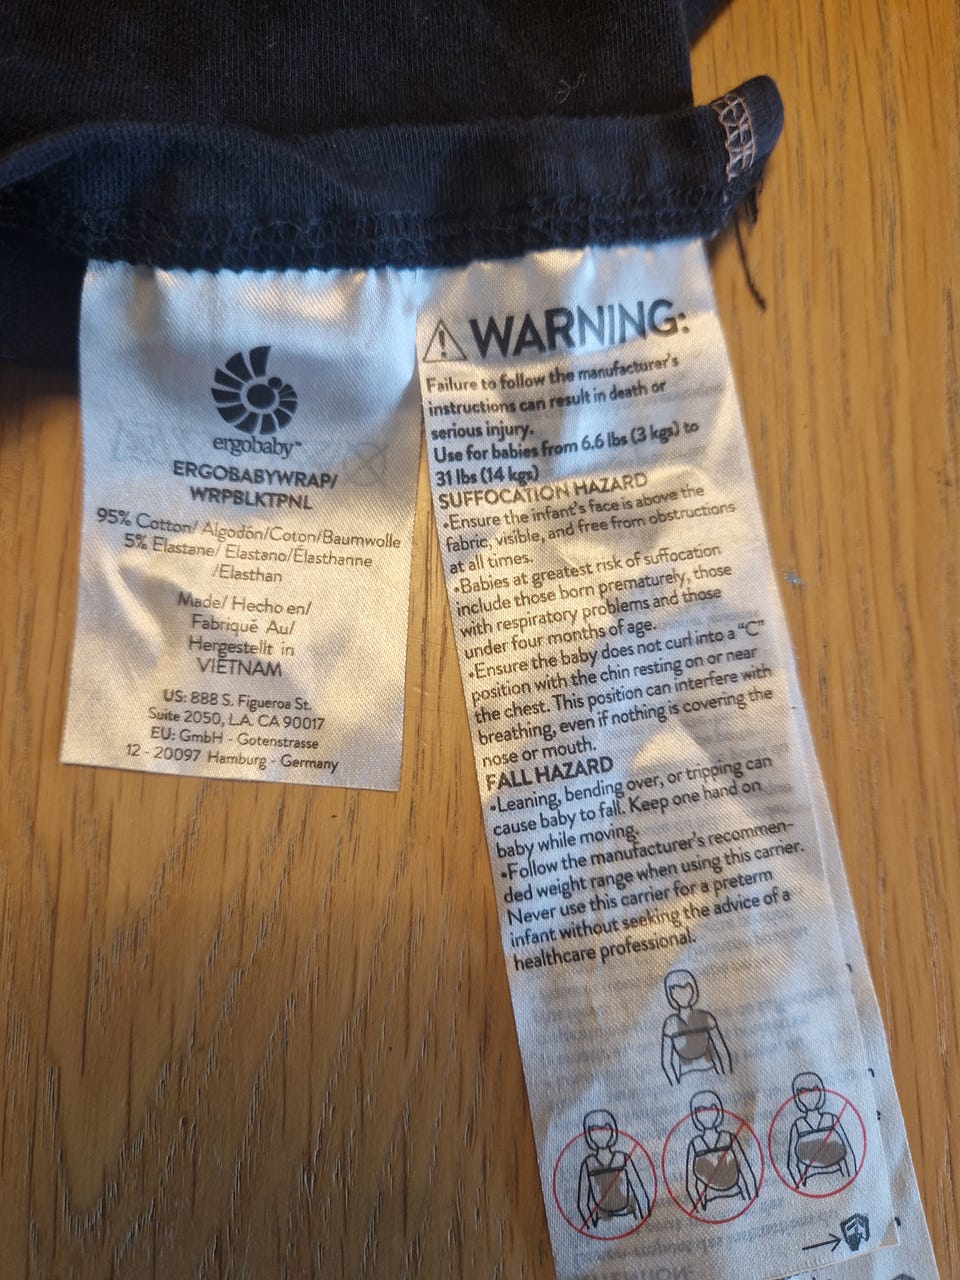 ergobaby™
ERGOBABYWRAP/
WRPBLKTPNL
95% Cotton/ Algodón/Coton/Baumwolle
5% Elastane/ Elastano/Élasthanne
/Elasthan
Made/ Hecho en/
Fabriqué Au/
Hergestellt in
VIETNAM
US: 888 S. Figueroa St.
Suite 2050, L.A. CA 90017
EU: GmbH - Gotenstrasse
12 - 20097 Hamburg - Germany
WARNING:
Failure to follow the manufacturer's
instructions can result in death or
serious injury.
Use for babies from 6.6 lbs (3 kgs) to
31 lbs (14 kgs)
SUFFOCATION HAZARD
•Ensure the infant's face is above the
fabric, visible, and free from obstructions
at all times.
•Babies at greatest risk of suffocation
include those born prematurely, those
with respiratory problems and those
under four months of age.
•Ensure the baby does not curl into a "C"
position with the chin resting on or near
the chest. This position can interfere with
breathing, even if nothing is covering the
nose or mouth.
FALL HAZARD
•Leaning, bending over, or tripping can
cause baby to fall. Keep one hand on
baby while moving.
•Follow the manufacturer's recommen-
ded weight range when using this carrier.
Never use this carrier for a preterm
infant without seeking the advice of a
healthcare professional.